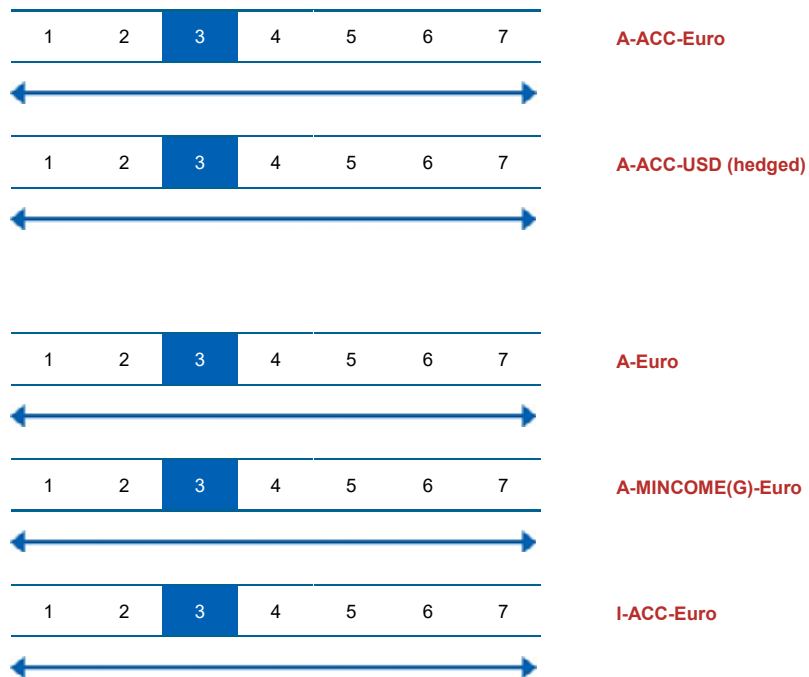 1 2 3 4 5 6 7 A-ACC-Euro
1 2 3 4 5 6 7 A-ACC-USD (hedged)
1 2 3 4 5 6 7 A-Euro
1 2 3 4 5 6 7 A-MINCOME(G)-Euro
1 2 3 4 5 6 7 I-ACC-Euro